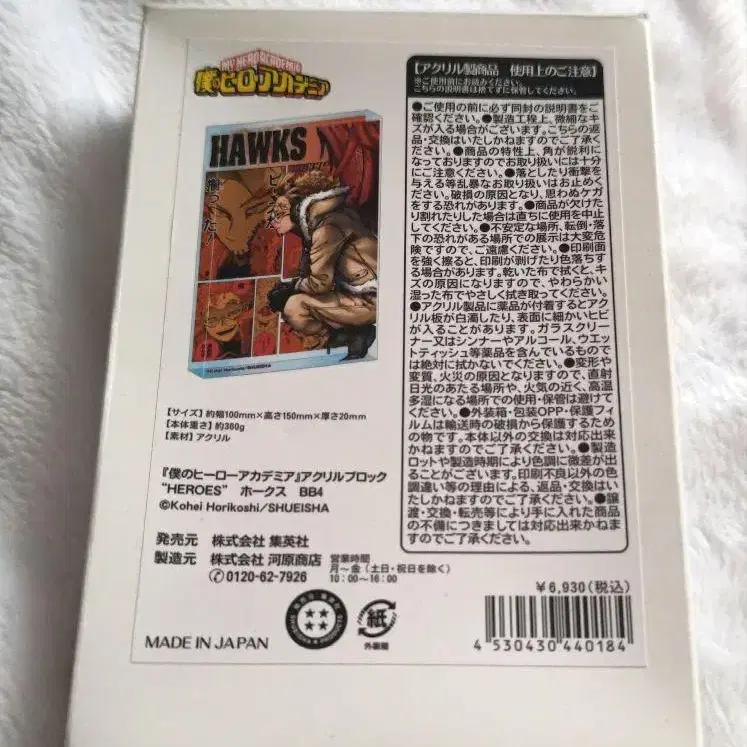 MY HERO ACADEMIA
僕のヒーローアカデミア
HAWKS
©Kohei Horikoshi/SHUEISHA
【サイズ】約幅100mm×高さ150mm×厚さ20mm
【本体重さ】約360g
【素材】アクリル
『僕のヒーローアカデミア』アクリルブロック
“HEROES” ホークス BB4
©Kohei Horikoshi/SHUEISHA
発売元 株式会社 集英社
製造元 株式会社 河原商店
0120-62-7926
営業時間
月～金（土日・祝日を除く）
10：00～16：00
MADE IN JAPAN
紙
外装箱
【アクリル製商品 使用上のご注意】
※ご使用前にお読みください。
こちらの説明書は捨てずに保管してください。
●ご使用の前に必ず同封の説明書をご
確認ください。●製造工程上、微細なキ
ズが入る場合がございます。こちらの返
品・交換はいたしかねますのでご了承く
ださい。●商品の特性上、角が鋭利に
なっておりますのでお取り扱いには十分
にご注意ください。●落としたり衝撃を
与える等乱暴なお取り扱いはお止めく
ださい。破損の原因となり、思わぬケガ
をする恐れがあります。●商品が欠けた
り割れたりした場合は直ちに使用を中止
してください。●不安定な場所、転倒・落
下の恐れがある場所での展示は大変危
険ですので、ご遠慮ください。●印刷面
を強く擦ると、印刷が剥げたり色落ちす
る場合があります。乾いた布で拭くと、キ
ズの原因になりますので、やわらかい
湿った布でやさしく拭き取ってください。
●アクリル製品に薬品が付着するとアク
リル板が白濁したり、表面に細かいヒビ
が入ることがあります。ガラスクリー
ナー又はシンナーやアルコール、ウエッ
トティッシュ等薬品を含んでいるもので
は絶対に拭かないでください。●変形や
変質、火災の原因となりますので、直射
日光のあたる場所や、火気の近く、高温
多湿になる場所での使用・保管は避けて
ください。●外装箱・包装OPP・保護フィ
ルムは輸送時の破損から保護するため
の物です。本体以外の交換は対応出来
かねますのでご了承ください。●製造
ロットや製造時期により色調に微差が出
ることがございます。印刷不良以外の色
調違い等の理由による、返品・交換はい
たしかねますのでご了承ください。●譲
渡・交換・転売等により手に入れた商品
の不備につきましては対応出来かねま
すのでご了承ください。
￥6,930(税込)
4 530430 440184